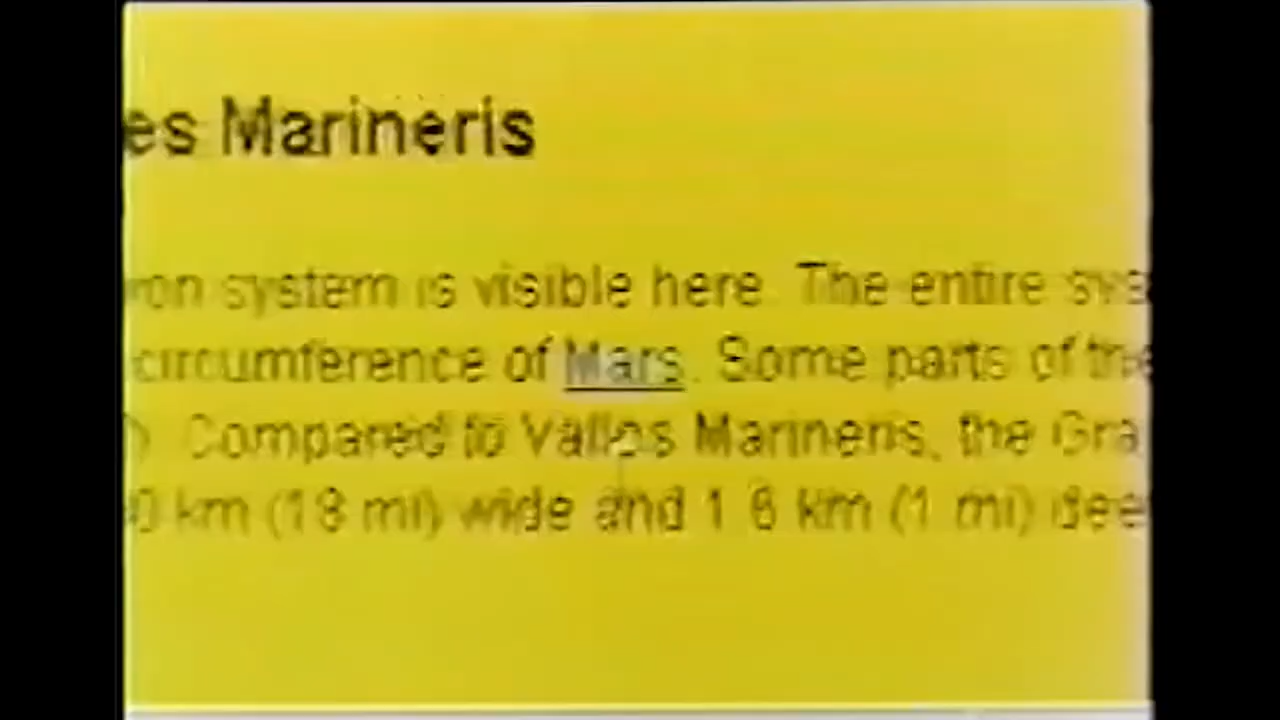 es Marineris
yon system is visible here. The entire sys
circumference of Mars. Some parts of the
). Compared to Valles Marineris, the Gra
0 km (18 mi) wide and 1.6 km (1 mi) dee